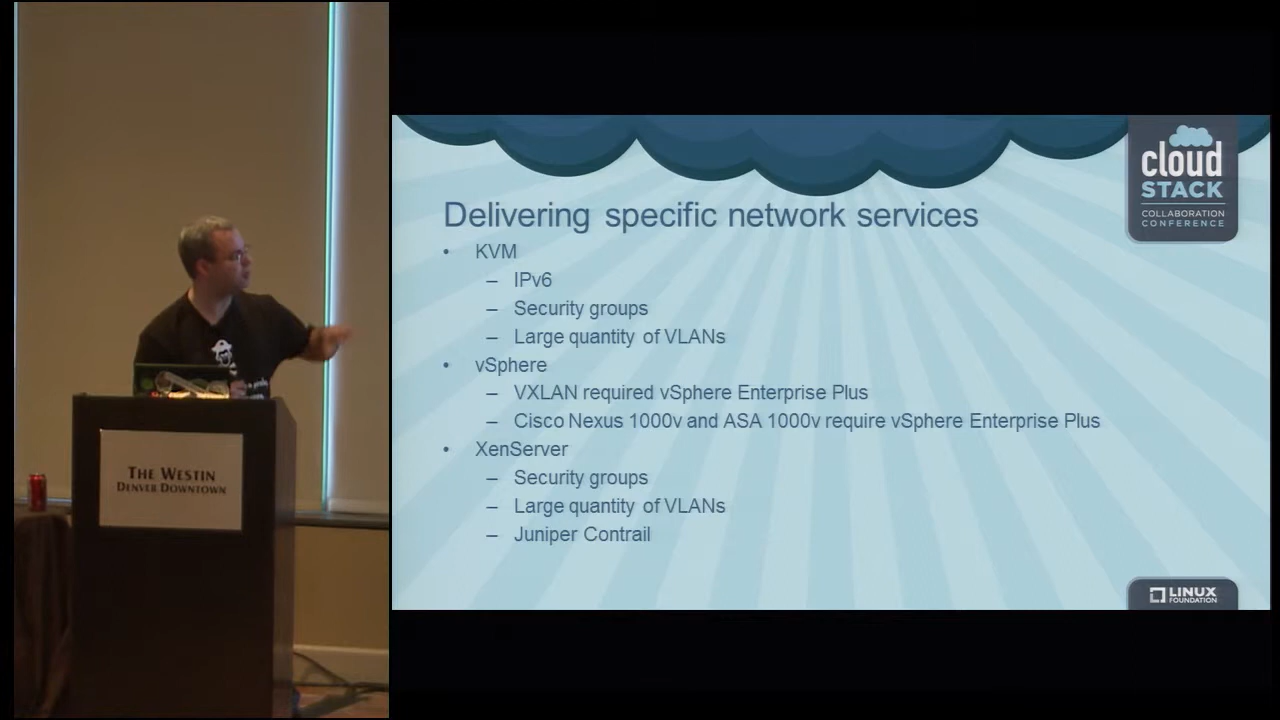 cloud
STACK
COLLABORATION
CONFERENCE
Delivering specific network services
• KVM
– IPv6
– Security groups
– Large quantity of VLANs
• vSphere
– VXLAN required vSphere Enterprise Plus
– Cisco Nexus 1000v and ASA 1000v require vSphere Enterprise Plus
• XenServer
– Security groups
– Large quantity of VLANs
– Juniper Contrail
THE WESTIN
DENVER DOWNTOWN
LINUX
FOUNDATION